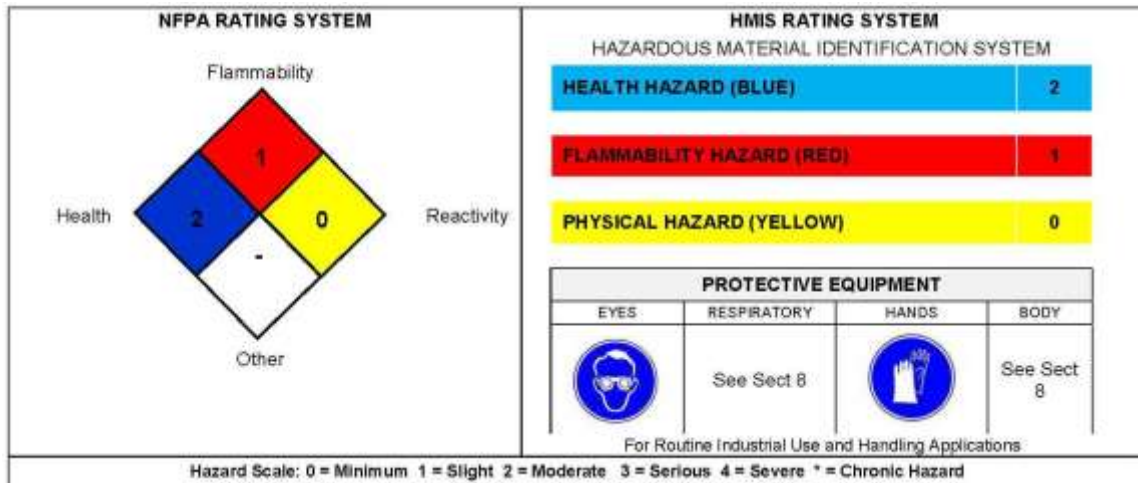 NFPA RATING SYSTEM
Flammability
1
Health
2
0
Reactivity
-
Other
HMIS RATING SYSTEM
HAZARDOUS MATERIAL IDENTIFICATION SYSTEM
HEALTH HAZARD (BLUE) 2
FLAMMABILITY HAZARD (RED) 1
PHYSICAL HAZARD (YELLOW) 0
PROTECTIVE EQUIPMENT
EYES RESPIRATORY HANDS BODY
See Sect 8
See Sect
8
For Routine Industrial Use and Handling Applications
Hazard Scale: 0 = Minimum 1 = Slight 2 = Moderate 3 = Serious 4 = Severe * = Chronic Hazard